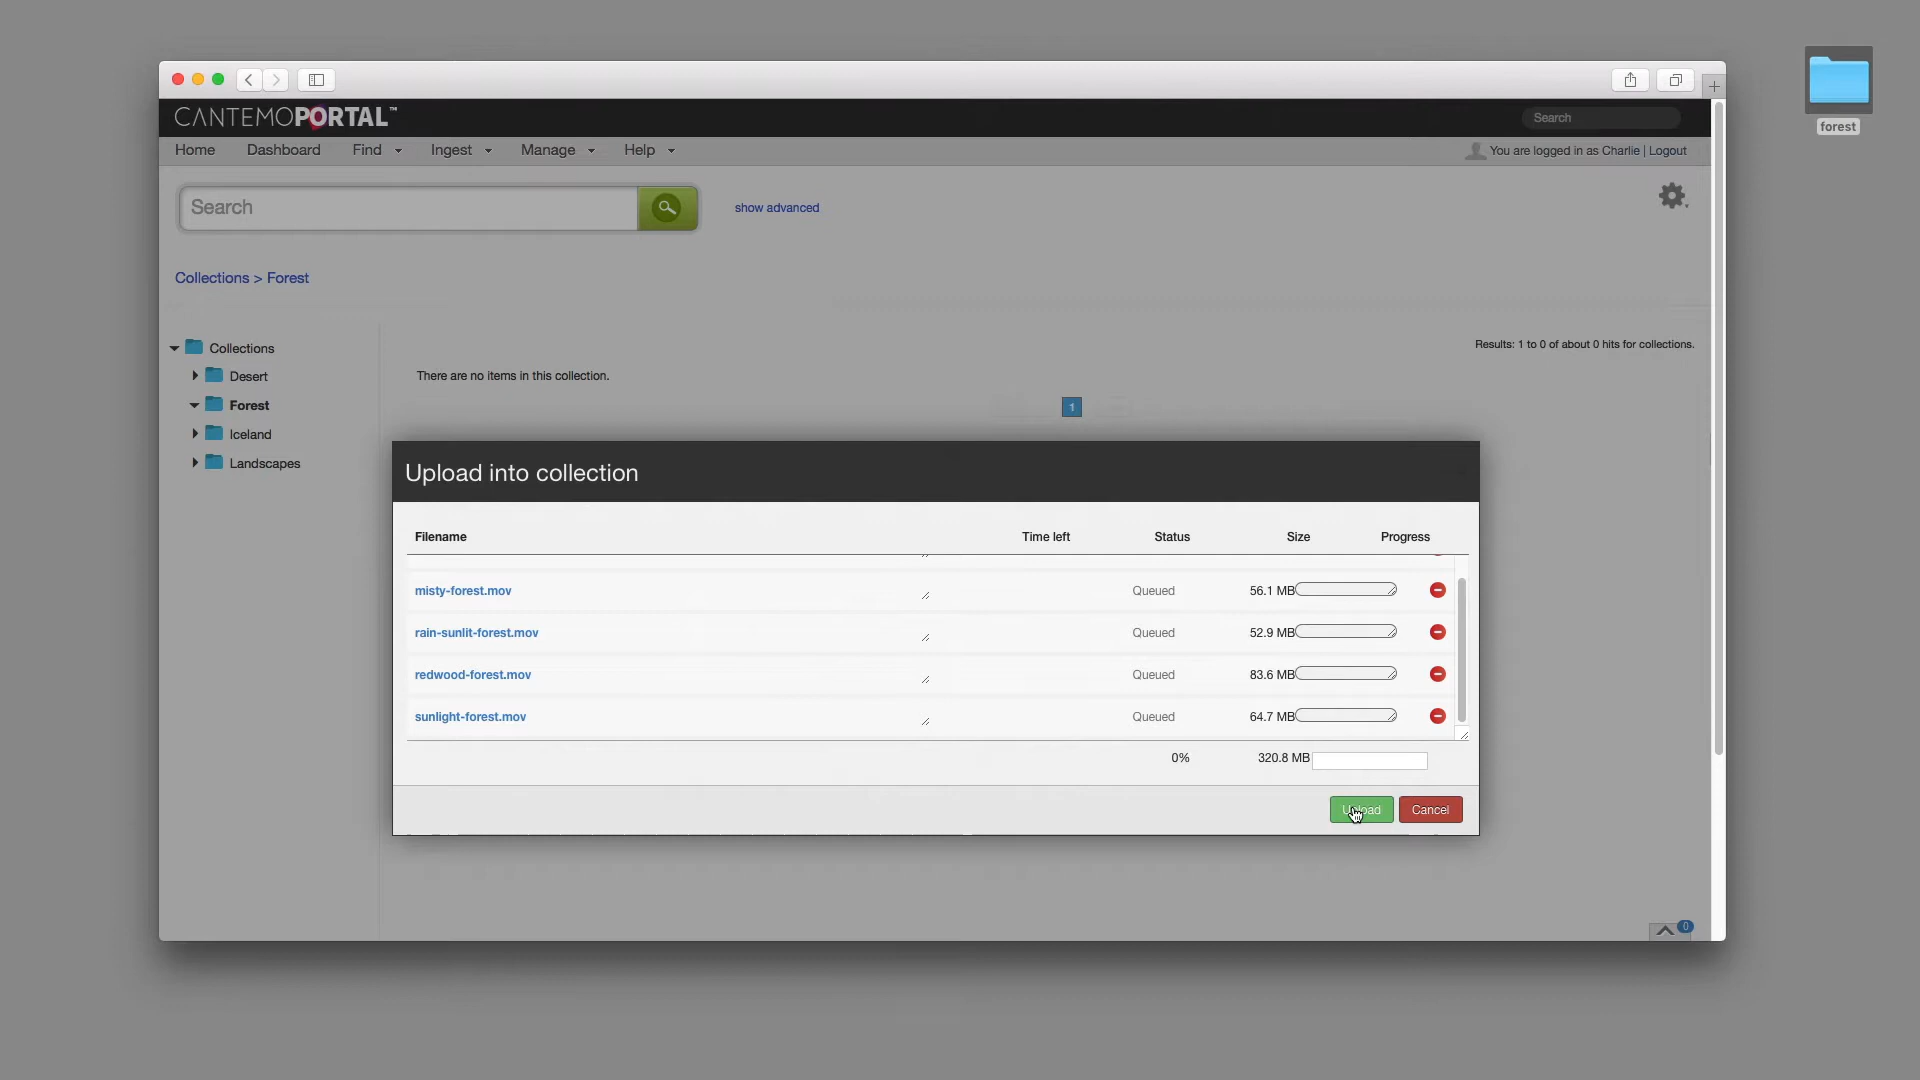 CANTEMOPORTAL™
Search
Home Dashboard Find Ingest Manage Help
You are logged in as Charlie | Logout
Search
show advanced
Collections > Forest
Collections
Desert
Forest
Iceland
Landscapes
Results: 1 to 0 of about 0 hits for collections.
There are no items in this collection.
1
Upload into collection
Filename Time left Status Size Progress
misty-forest.mov Queued 56.1 MB
rain-sunlit-forest.mov Queued 52.9 MB
redwood-forest.mov Queued 83.6 MB
sunlight-forest.mov Queued 64.7 MB
0% 320.8 MB
Upload Cancel
0
forest